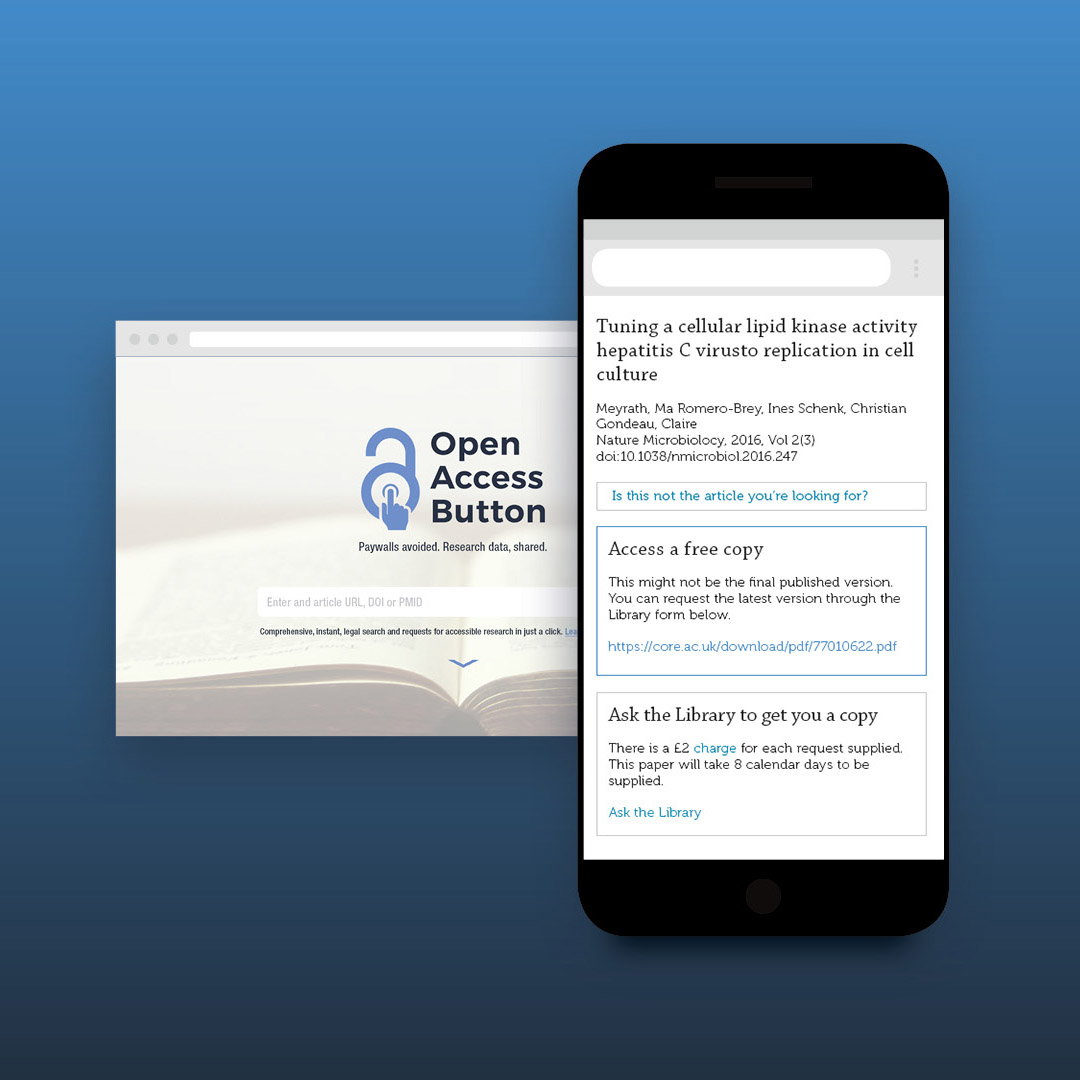 Open
Access
Button
Paywalls avoided. Research data, shared.
Enter and article URL, DOI or PMID
Comprehensive, instant, legal search and requests for accessible research in just a click.
Tuning a cellular lipid kinase activity
hepatitis C virusto replication in cell
culture
Meyrath, Ma Romero-Brey, Ines Schenk, Christian
Gondeau, Claire
Nature Microbiolocy, 2016, Vol 2(3)
doi:10.1038/nmicrobiol.2016.247
Is this not the article you're looking for?
Access a free copy
This might not be the final published version.
You can request the latest version through the
Library form below.
https://core.ac.uk/download/pdf/77010622.pdf
Ask the Library to get you a copy
There is a £2 charge for each request supplied.
This paper will take 8 calendar days to be
supplied.
Ask the Library